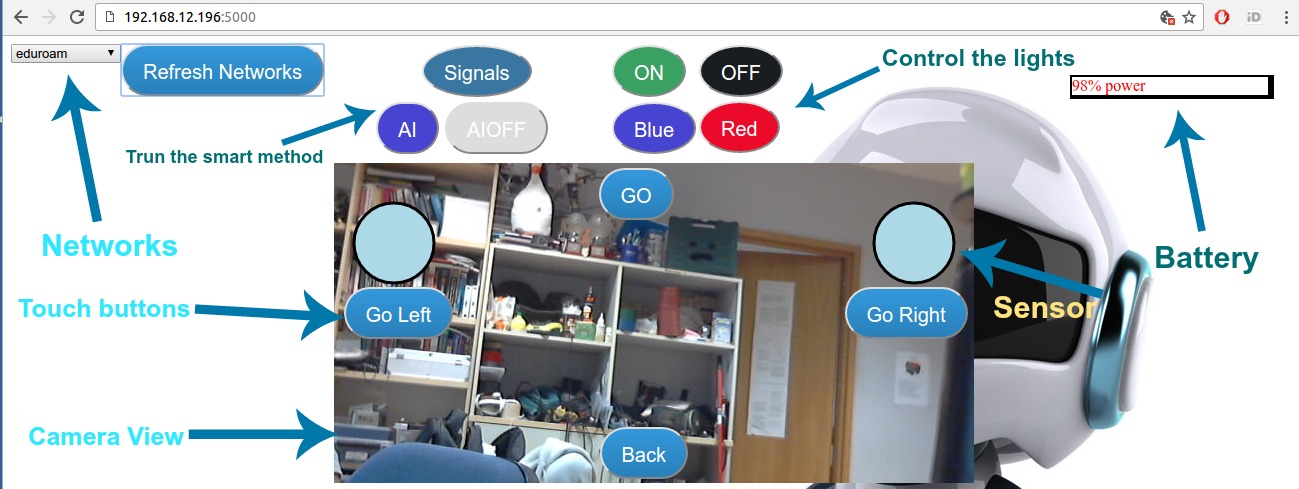 192.168.12.196:5000
eduroam
Refresh Networks
Signals
ON
OFF
Control the lights
98% power
AI
AIOFF
Blue
Red
Trun the smart method
GO
Networks
Battery
Touch buttons
Go Left
Go Right
Sensor
Camera View
Back